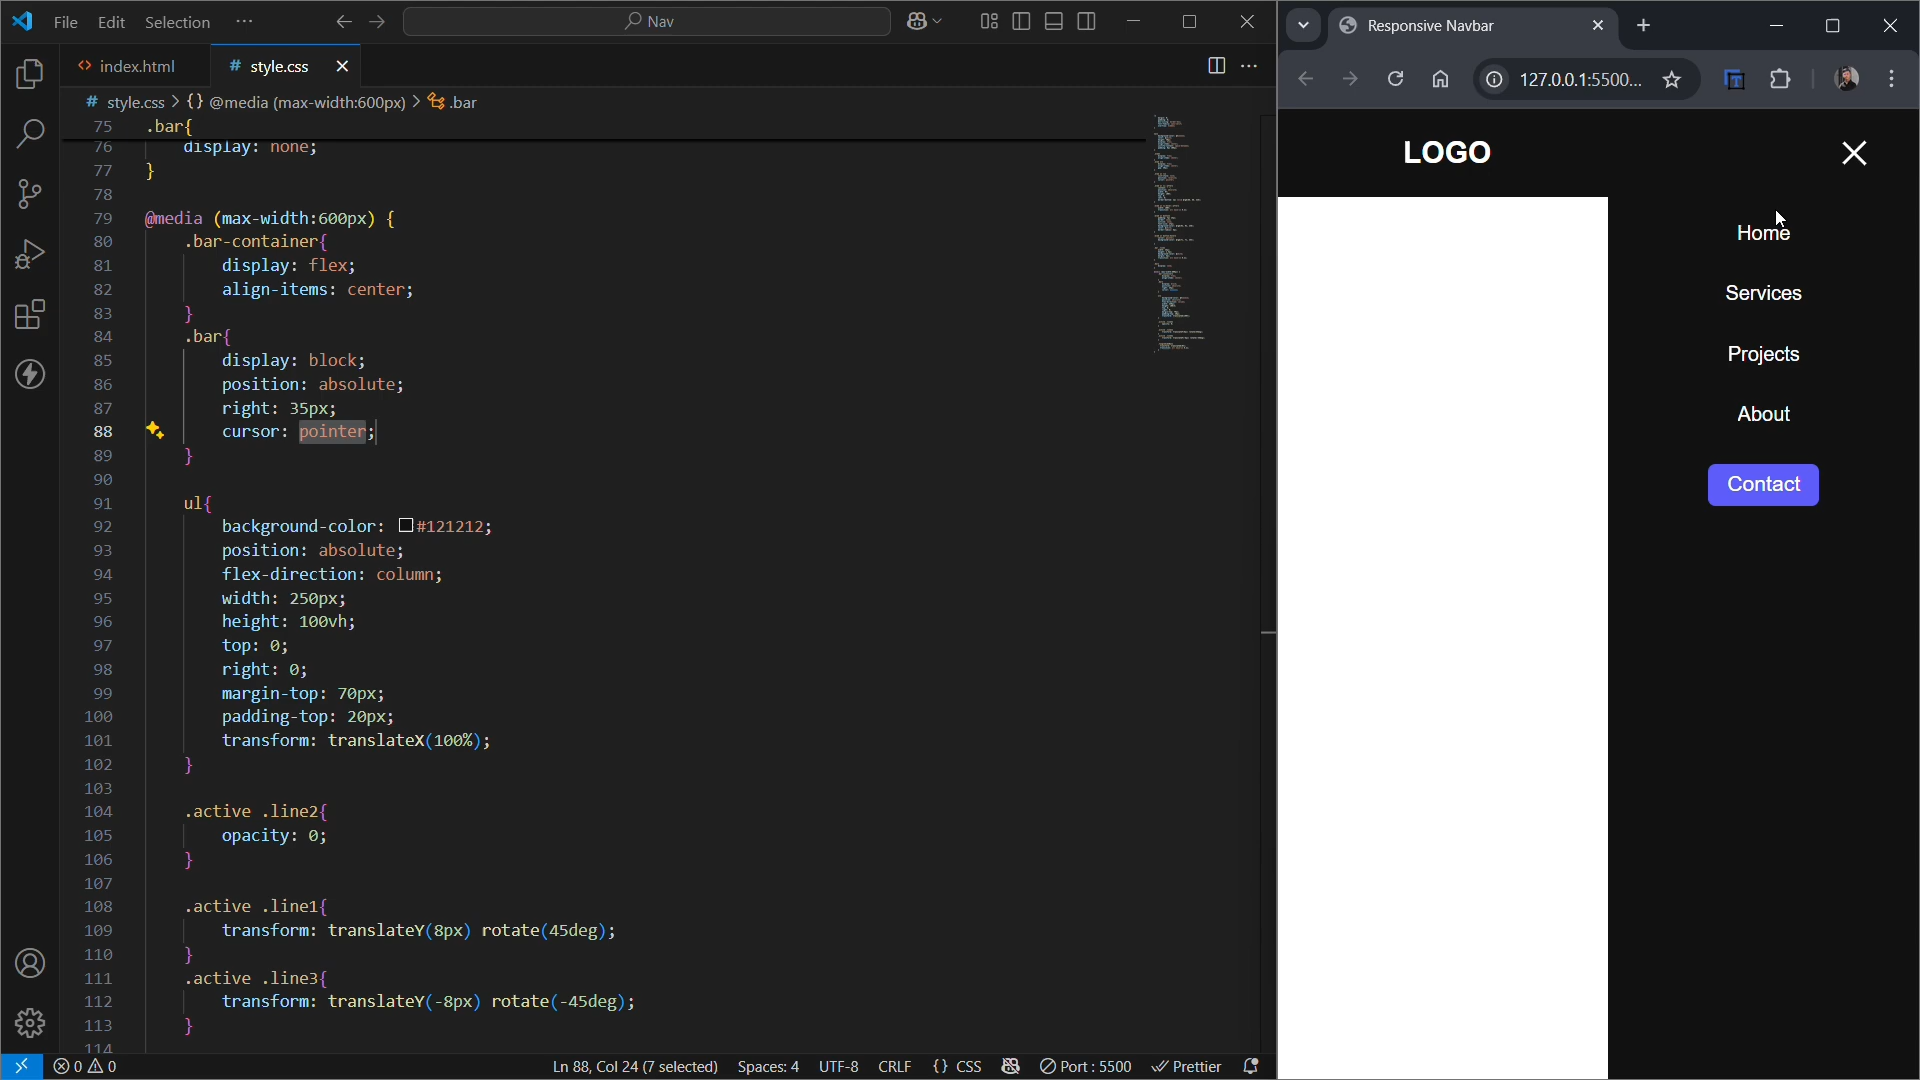 File Edit Selection ··· Nav
index.html # style.css
# style.css > {} @media (max-width:600px) > .bar
75 .bar{
76 display: none;
77 }
78
79 @media (max-width:600px) {
80 .bar-container{
81 display: flex;
82 align-items: center;
83 }
84 .bar{
85 display: block;
86 position: absolute;
87 right: 35px;
88 cursor: pointer;
89 }
90
91 ul{
92 background-color: #121212;
93 position: absolute;
94 flex-direction: column;
95 width: 250px;
96 height: 100vh;
97 top: 0;
98 right: 0;
99 margin-top: 70px;
100 padding-top: 20px;
101 transform: translateX(100%);
102 }
103
104 .active .line2{
105 opacity: 0;
106 }
107
108 .active .line1{
109 transform: translateY(8px) rotate(45deg);
110 }
111 .active .line3{
112 transform: translateY(-8px) rotate(-45deg);
113 }
114
0 0 Ln 88, Col 24 (7 selected) Spaces: 4 UTF-8 CRLF {} CSS Port : 5500 Prettier
Responsive Navbar
127.0.0.1:5500...
LOGO
Home
Services
Projects
About
Contact